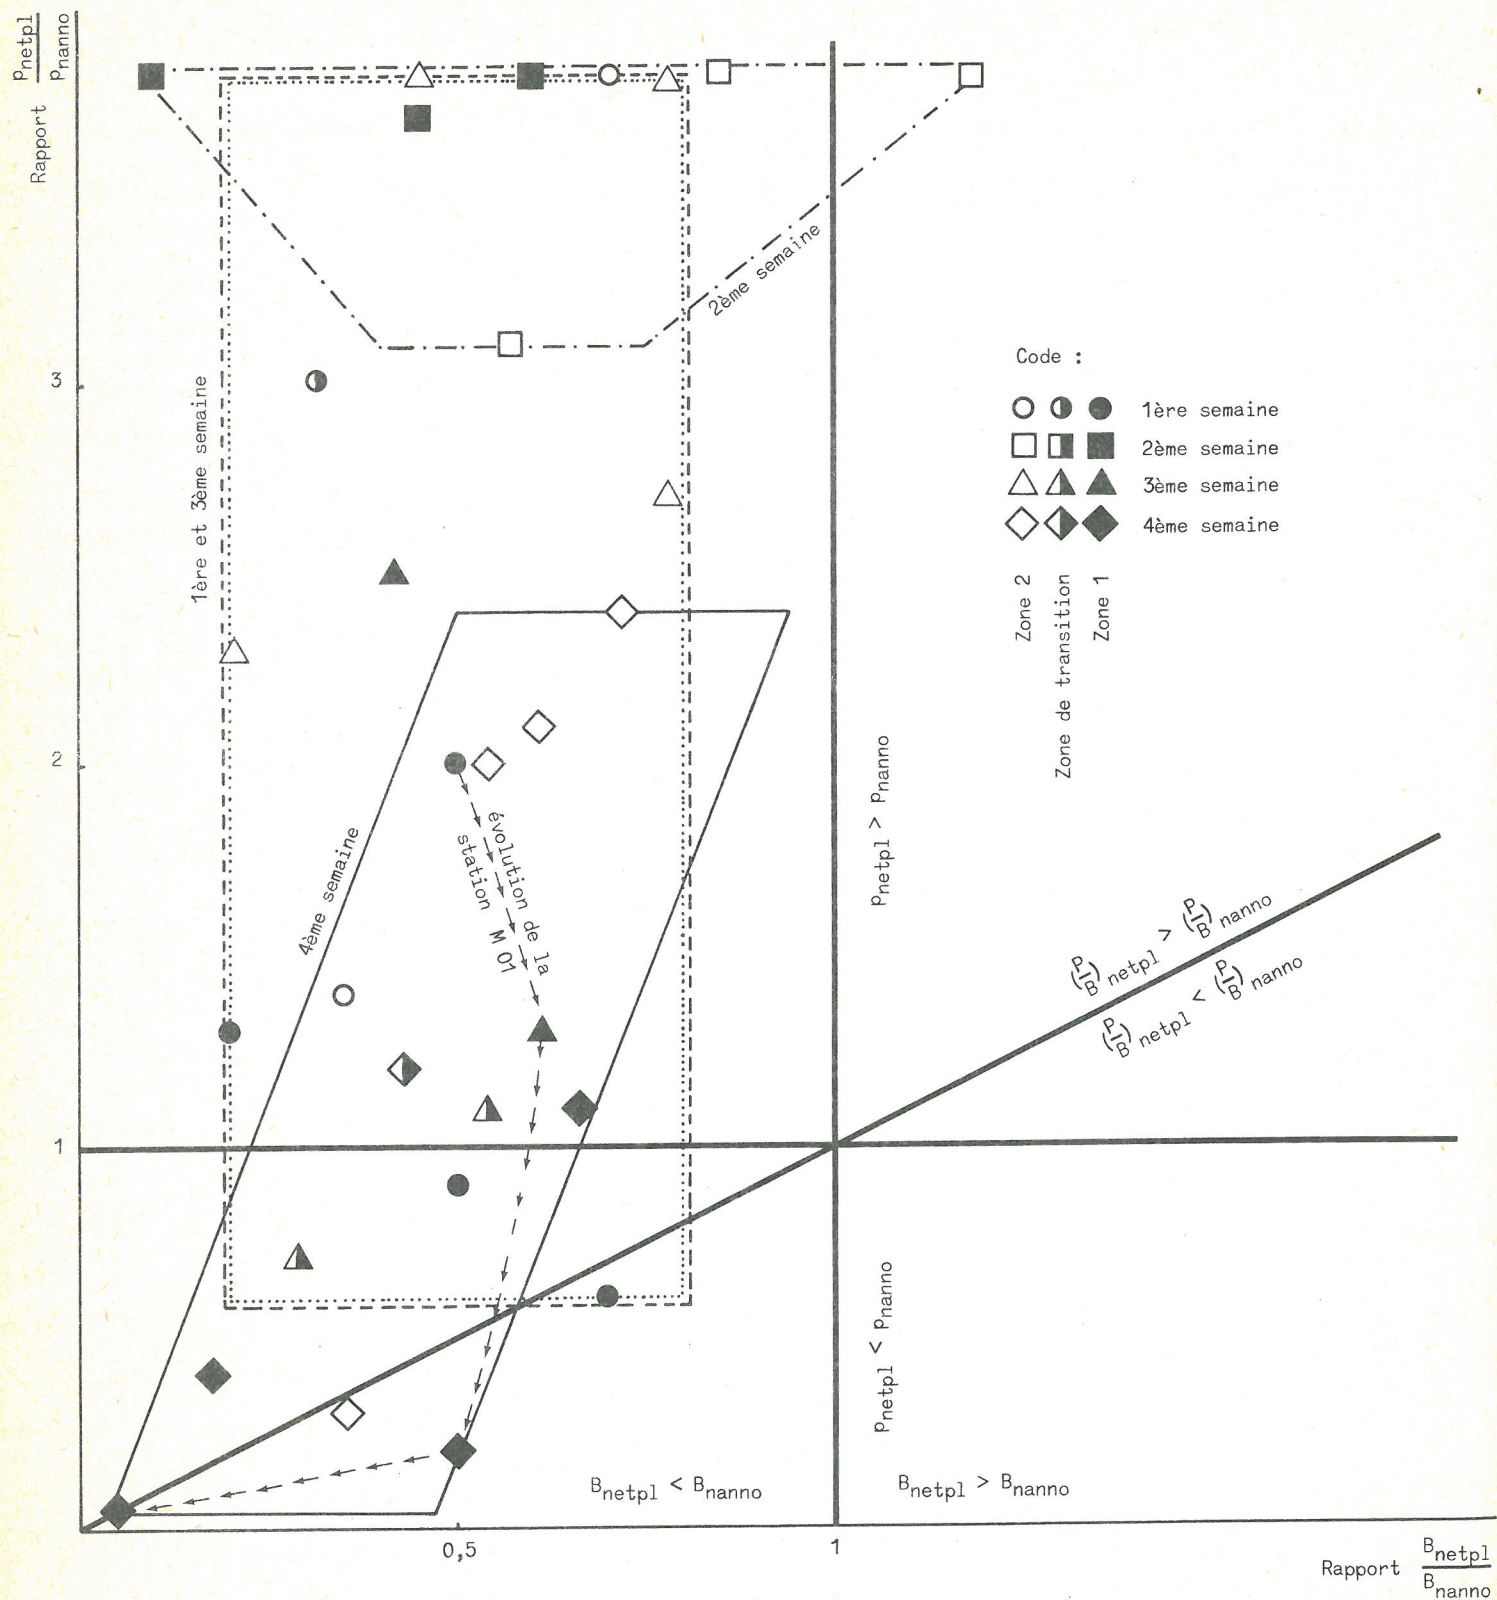 Rapport
pnetpl
pnanno
3
2
1
0,5
1
Rapport
Bnetpl
Bnanno
1ère et 3ème semaine
2ème semaine
4ème semaine
évolution de la
station M 01
Code :
1ère semaine
2ème semaine
3ème semaine
4ème semaine
Zone 2
Zone de transition
Zone 1
pnetpl > pnanno
pnetpl < pnanno
(P/B) netpl > (P/B) nanno
(P/B) netpl < (P/B) nanno
Bnetpl < Bnanno
Bnetpl > Bnanno